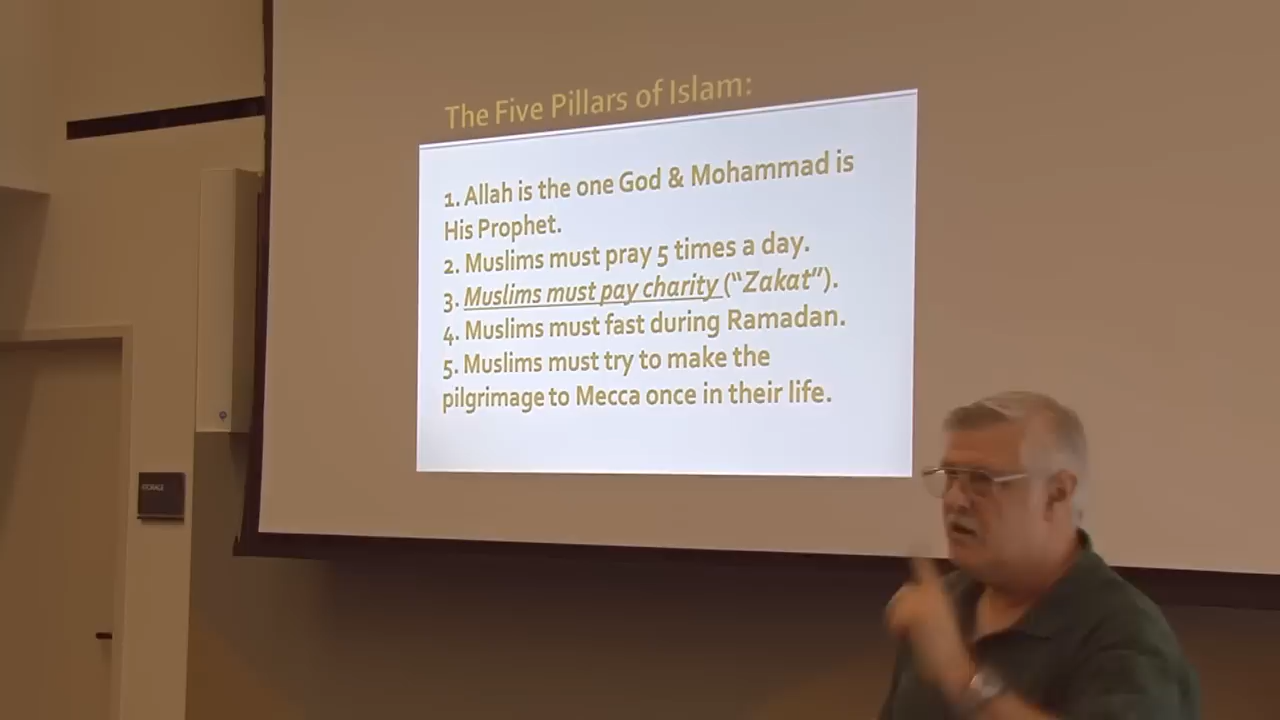 The Five Pillars of Islam:
1. Allah is the one God & Mohammad is
His Prophet.
2. Muslims must pray 5 times a day.
3. Muslims must pay charity ("Zakat").
4. Muslims must fast during Ramadan.
5. Muslims must try to make the
pilgrimage to Mecca once in their life.
STORAGE